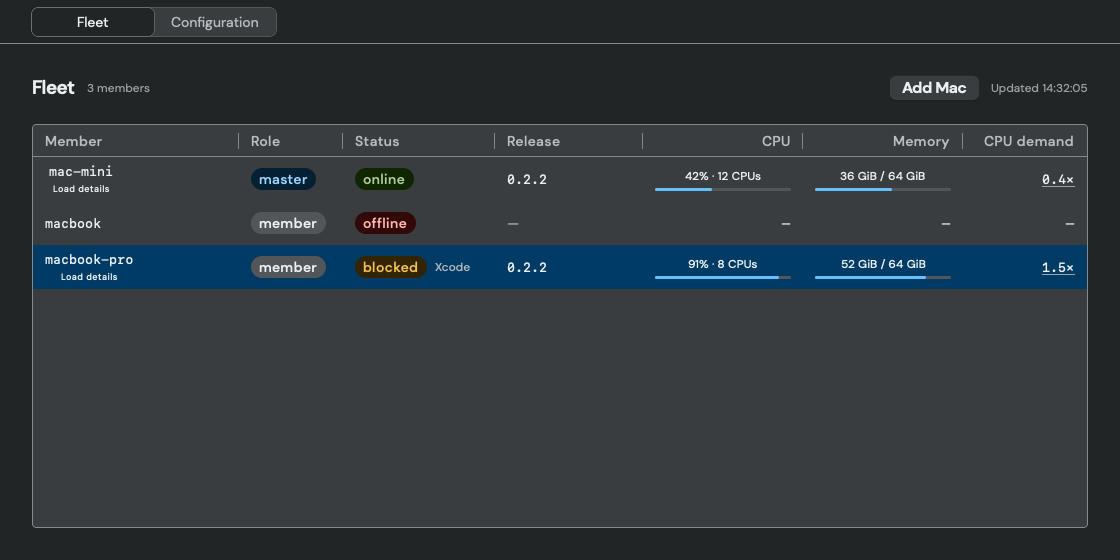 Fleet Configuration
Fleet 3 members Add Mac Updated 14:32:05
Member Role Status Release CPU Memory CPU demand
mac-mini master online 0.2.2 42% · 12 CPUs 36 GiB / 64 GiB 0.4×
Load details
macbook member offline — — — —
macbook-pro member blocked Xcode 0.2.2 91% · 8 CPUs 52 GiB / 64 GiB 1.5×
Load details